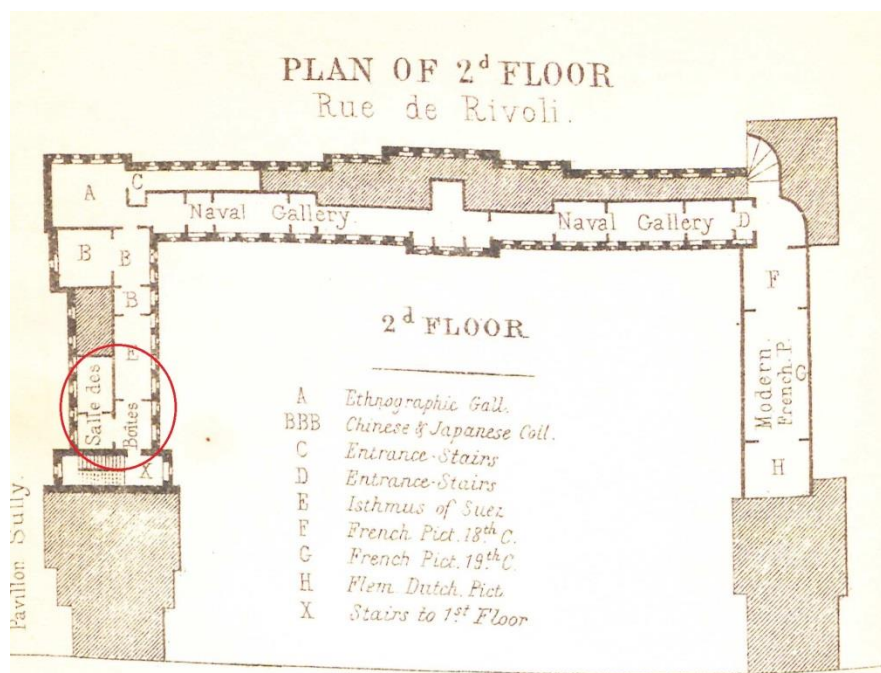 PLAN OF 2d FLOOR
Rue de Rivoli.
A
C
Naval Gallery.
Naval Gallery
D
B
B
B
E
F
Modern.
French. P.
G
H
Salle des
Boîtes
X
Pavillon Sully.
2d FLOOR
A Ethnographic Gall.
BBB Chinese & Japanese Coll.
C Entrance-Stairs
D Entrance-Stairs
E Isthmus of Suez
F French Pict. 18th C.
G French Pict. 19th C.
H Flem. Dutch. Pict.
X Stairs to 1st Floor